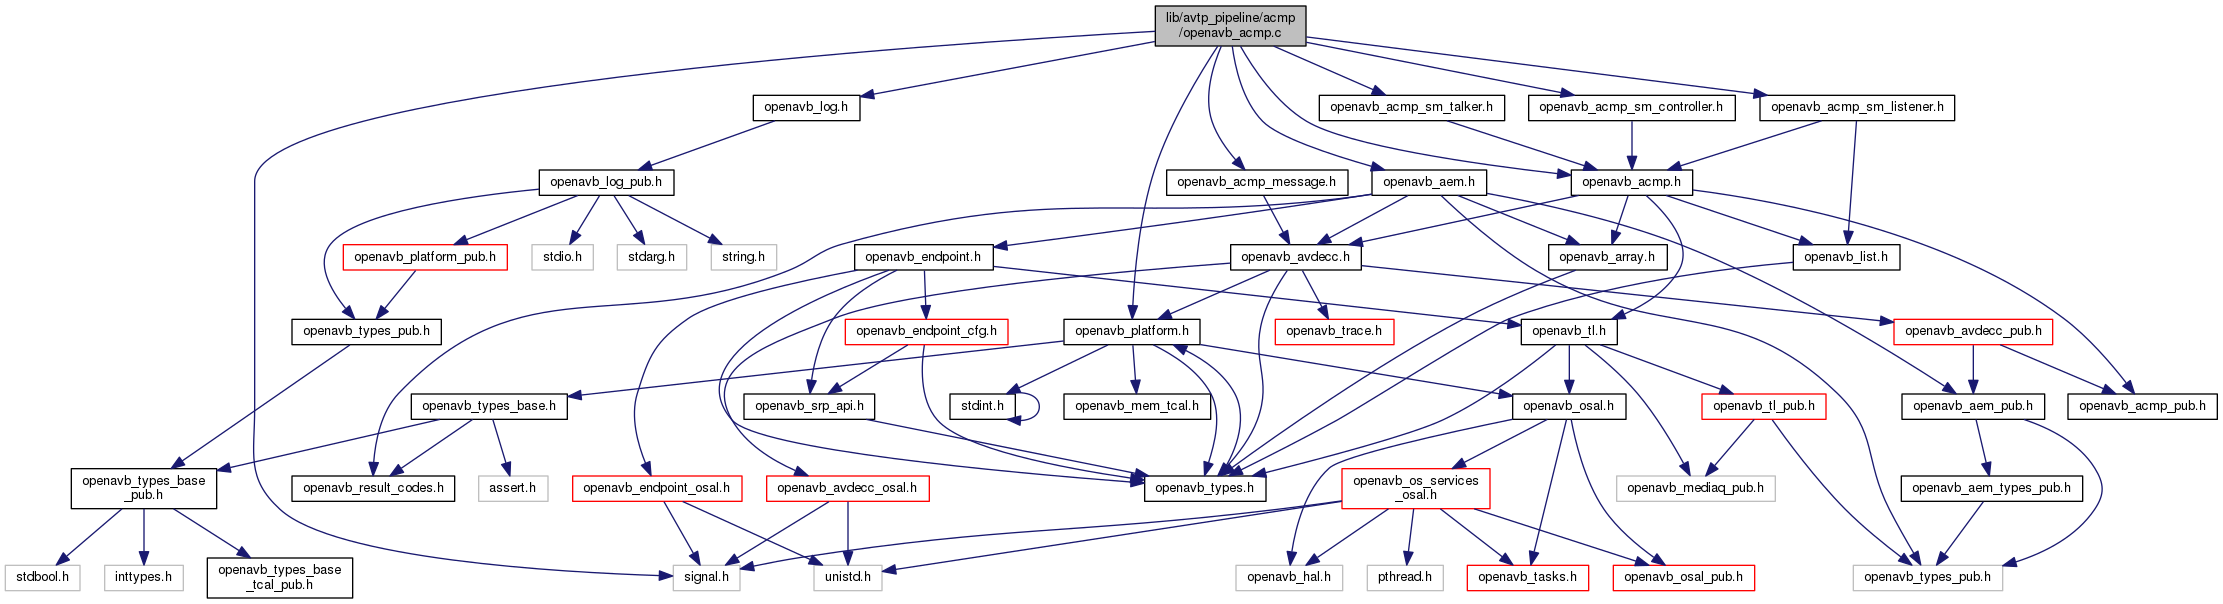 lib/avtp_pipeline/acmp
/openavb_acmp.c
openavb_log.h
openavb_acmp_sm_talker.h
openavb_acmp_sm_controller.h
openavb_acmp_sm_listener.h
openavb_log_pub.h
openavb_acmp_message.h
openavb_aem.h
openavb_acmp.h
openavb_platform_pub.h
stdio.h
stdarg.h
string.h
openavb_endpoint.h
openavb_avdecc.h
openavb_array.h
openavb_list.h
openavb_types_pub.h
openavb_endpoint_cfg.h
openavb_platform.h
openavb_trace.h
openavb_tl.h
openavb_avdecc_pub.h
openavb_types_base.h
openavb_srp_api.h
stdint.h
openavb_mem_tcal.h
openavb_osal.h
openavb_tl_pub.h
openavb_aem_pub.h
openavb_acmp_pub.h
openavb_types_base
_pub.h
openavb_result_codes.h
assert.h
openavb_endpoint_osal.h
openavb_avdecc_osal.h
openavb_types.h
openavb_os_services
_osal.h
openavb_mediaq_pub.h
openavb_aem_types_pub.h
stdbool.h
inttypes.h
openavb_types_base
_tcal_pub.h
signal.h
unistd.h
openavb_hal.h
pthread.h
openavb_tasks.h
openavb_osal_pub.h
openavb_types_pub.h